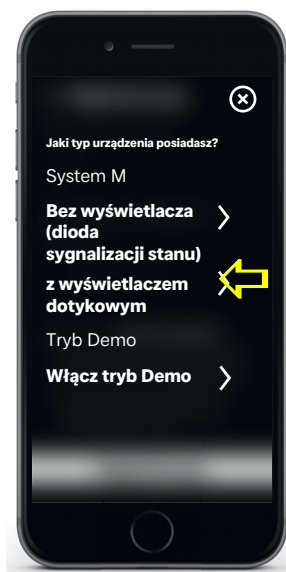 Jaki typ urządzenia posiadasz?
System M
Bez wyświetlacza
(dioda
sygnalizacji stanu)
z wyświetlaczem
dotykowym
Tryb Demo
Włącz tryb Demo